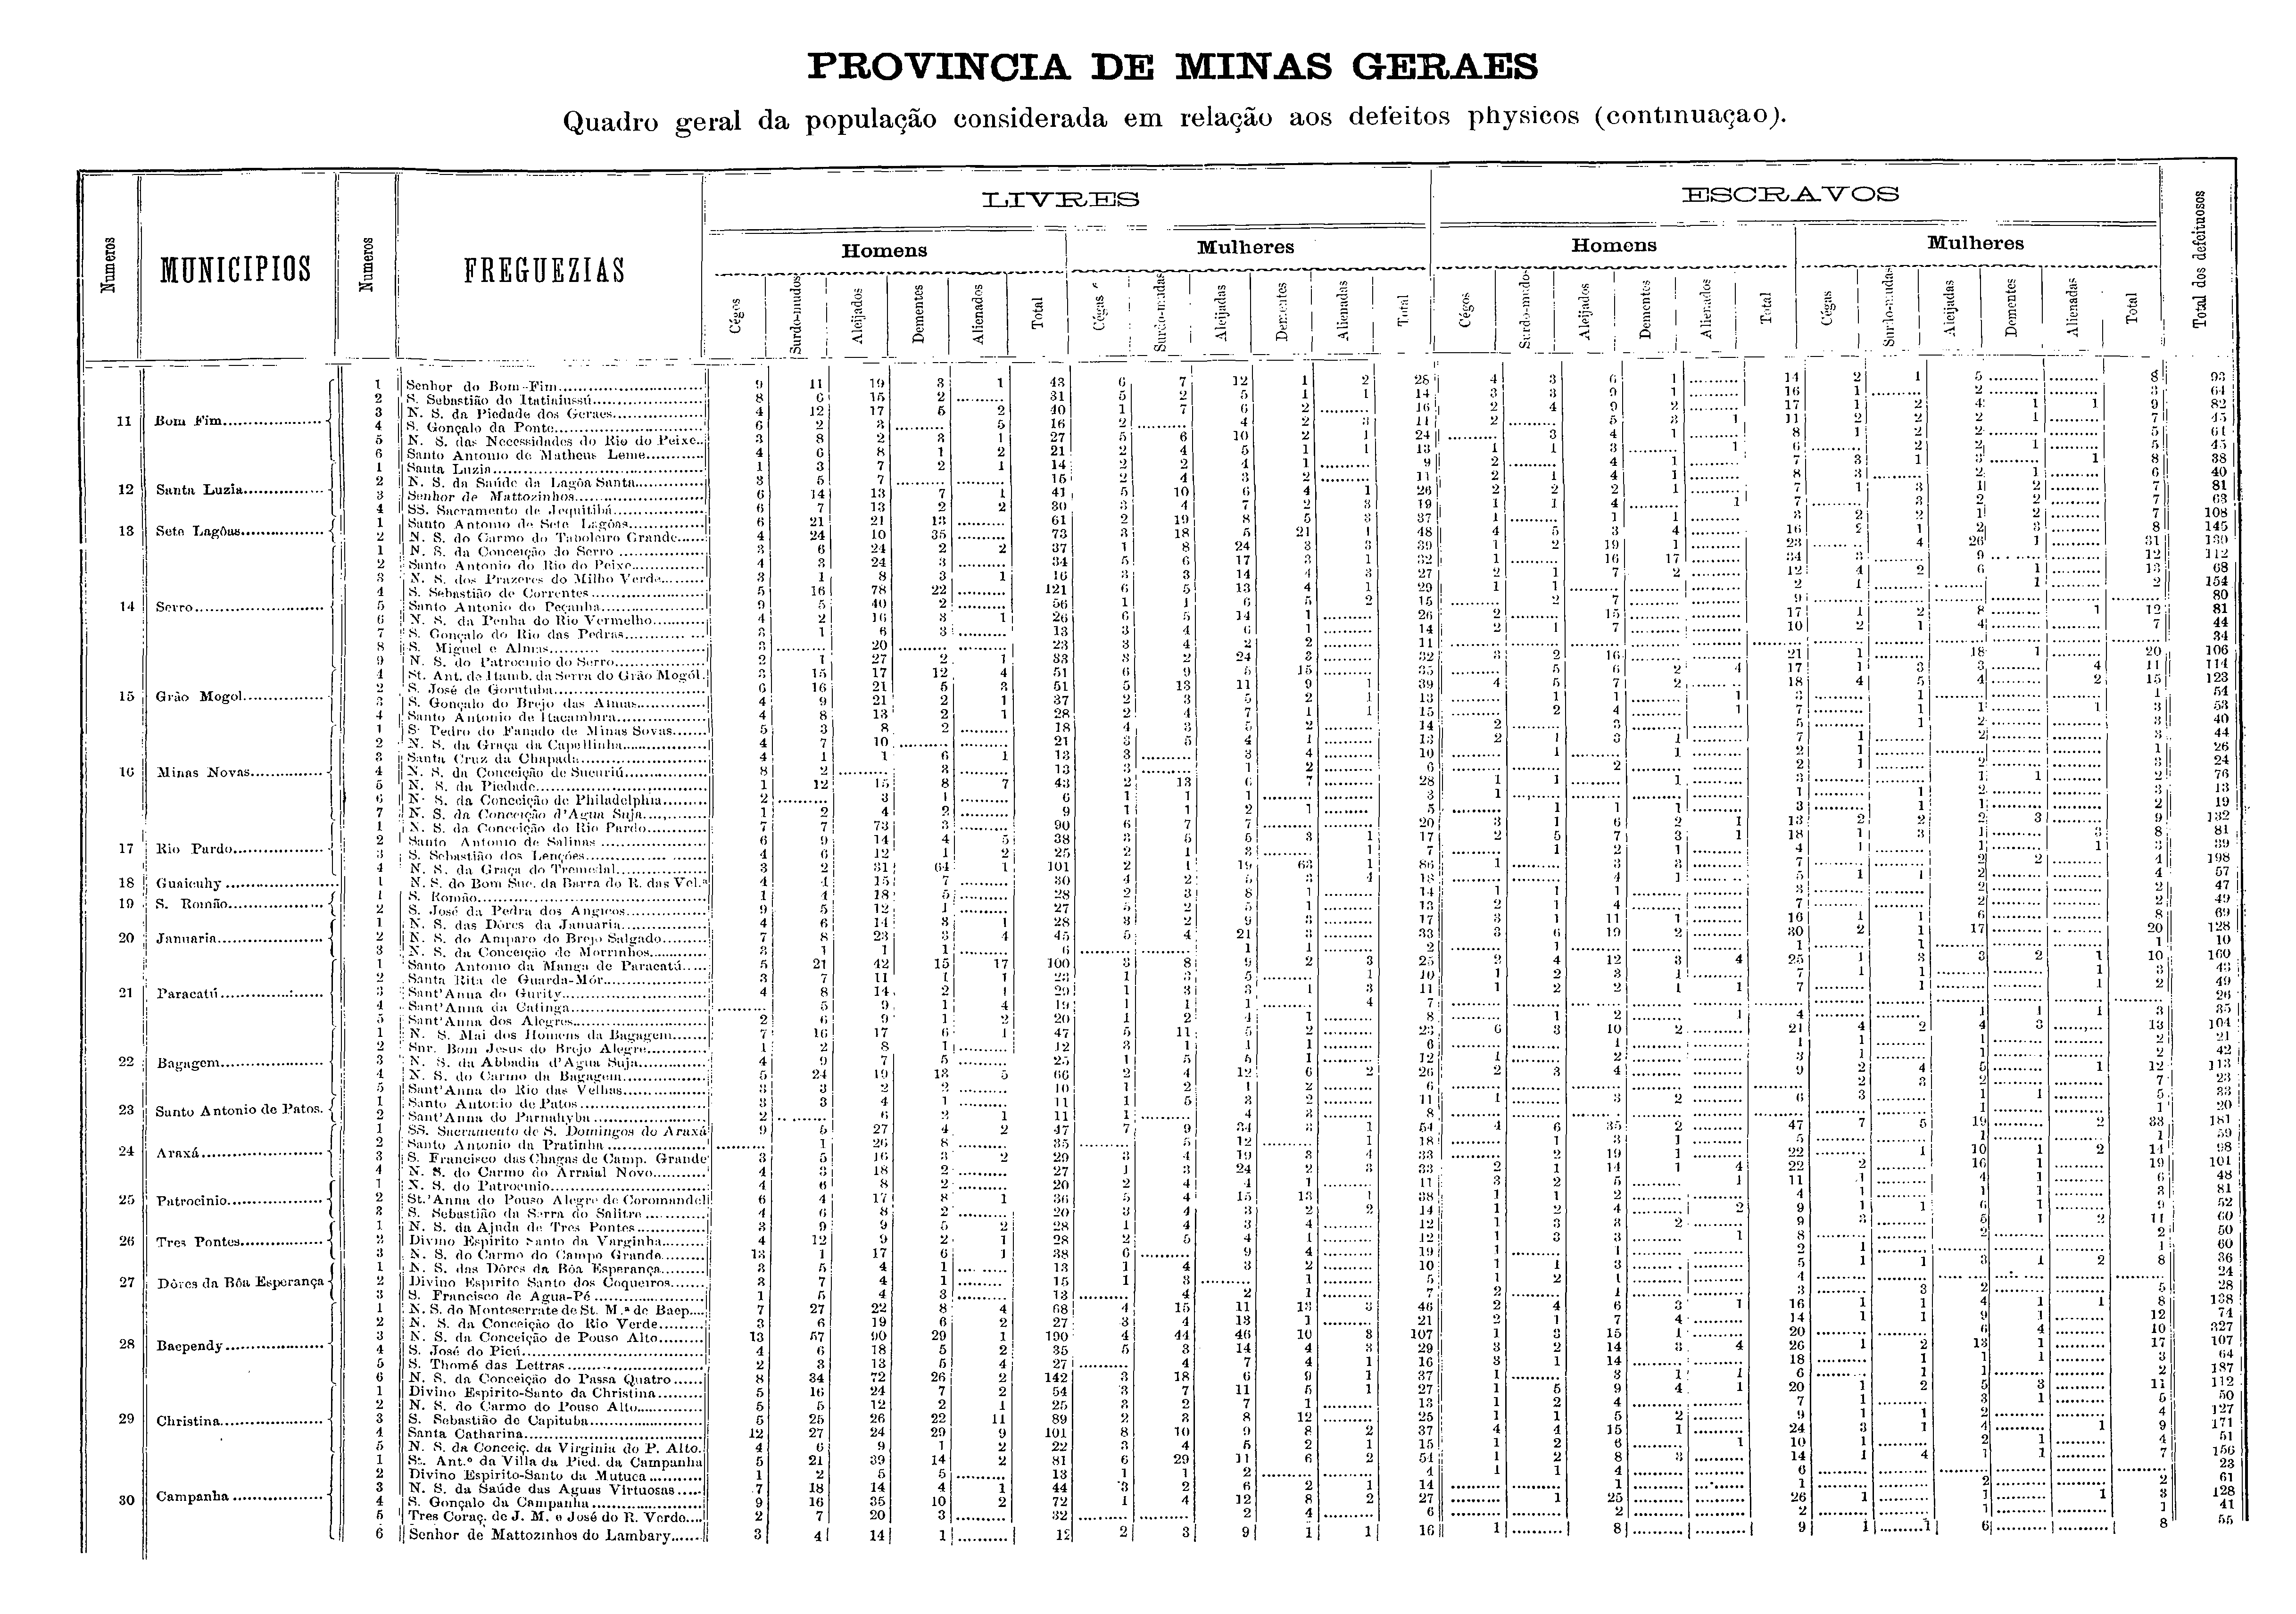 PROVINCIA DE MINAS GERAES
Quadro geral da população considerada em relação aos defeitos physicos (continuaçao).
Numeros MUNICIPIOS Numeros FREGUEZIAS LIVRES ESCRAVOS Total dos defeituosos
Homens Mulheres Homens Mulheres
Cégos Surdo-mudos Aleijados Dementes Alienados Total Cégas Surdo-mudas Aleijadas Dementes Alienadas Total Cégos Surdo-mudos Aleijados Dementes Alienados Total Cégas Surdo-mudas Aleijadas Dementes Alienadas Total
1 Senhor do Bom-Fim 9 11 19 3 1 43 6 7 12 1 2 28 4 3 6 1 14 2 1 5 8 93
2 S. Sebastião do Itatiaiussú 8 6 15 2 31 5 2 5 1 1 14 3 3 9 1 16 1 2 3 64
3 N. S. da Piedade dos Geraes 4 12 17 5 2 40 1 7 6 2 16 2 4 9 2 17 1 2 4 1 1 9 82
11 Bom Fim 4 S. Gonçalo da Ponte 6 2 3 5 16 2 4 2 3 11 2 5 3 1 11 2 2 2 1 7 45
5 N. S. das Necessidades do Rio do Peixe 3 8 2 3 1 27 5 6 10 2 1 24 3 4 1 8 1 2 2 5 61
6 Santo Antonio de Matheus Leme 4 6 8 1 2 21 2 4 5 1 1 13 1 1 3 1 6 2 2 1 5 45
1 Santa Luzia 1 3 7 2 1 14 2 2 4 1 9 2 4 1 7 3 1 3 1 8 38
12 Santa Luzia 2 N. S. da Saúde da Lagôa Santa 3 5 7 15 2 4 3 2 11 2 1 4 1 8 3 2 1 6 40
3 Senhor de Mattozinhos 6 14 13 7 1 41 5 10 6 4 1 26 2 2 2 1 7 1 3 1 2 7 81
4 SS. Sacramento de Jequitibá 6 7 13 2 2 30 3 4 7 2 3 19 1 1 4 1 7 3 2 2 7 63
13 Sete Lagôas 1 Santo Antonio de Sete Lagôas 6 21 21 13 61 2 19 8 5 3 37 1 1 1 3 2 2 1 2 7 108
2 N. S. do Carmo do Taboleiro Grande 4 24 10 35 73 3 18 5 21 1 48 4 5 3 4 16 2 1 2 3 8 145
1 N. S. da Conceição do Serro 3 6 24 2 2 37 1 8 24 3 3 39 1 2 19 1 23 4 26 1 31 130
2 Santo Antonio do Rio do Peixe 4 3 24 3 34 5 6 17 3 1 32 1 16 17 34 3 9 12 112
3 N. S. dos Prazeres do Milho Verde 3 1 8 3 1 16 3 3 14 4 3 27 2 1 7 2 12 4 2 6 1 13 68
4 S. Sebastião de Correntes 5 16 78 22 121 6 5 13 4 1 29 1 1 2 1 1 2 154
14 Serro 5 Santo Antonio do Peçanha 9 5 40 2 56 1 1 6 5 2 15 2 7 9 80
6 N. S. da Penha do Rio Vermelho 4 2 16 3 1 26 6 5 14 1 26 2 15 17 1 2 8 1 12 81
7 S. Gonçalo do Rio das Pedras 3 1 6 3 13 3 4 6 1 14 2 1 7 10 2 1 4 7 44
8 S. Miguel e Almas 3 20 23 3 4 2 2 11 34
9 N. S. do Patrocinio do Serro 2 1 27 2 1 33 3 2 24 3 32 3 2 16 21 1 18 1 20 106
1 St. Ant. de Itamb. da Serra do Grão Mogól 3 15 17 12 4 51 6 9 5 15 35 5 6 2 4 17 1 3 3 4 11 114
15 Grão Mogol 2 S. José de Gorutuba 6 16 21 5 3 51 5 13 11 9 1 39 4 5 7 2 18 4 5 4 2 15 123
3 S. Gonçalo do Brejo das Almas 4 9 21 2 1 37 2 3 5 2 1 13 1 1 1 3 1 1 54
4 Santo Antonio de Itacambira 4 8 13 2 1 28 2 4 7 1 1 15 2 4 1 7 1 1 1 3 53
1 S. Pedro do Fanado de Minas Novas 5 3 8 2 18 4 3 5 2 14 2 3 5 1 2 3 40
2 N. S. da Graça da Capellinha 4 7 10 21 3 5 4 1 13 2 1 3 1 7 1 2 3 44
3 Santa Cruz da Chapada 4 1 1 6 1 13 3 3 4 10 1 1 2 1 1 26
16 Minas Novas 4 N. S. da Conceição de Sucuriú 8 2 3 13 3 1 2 6 2 2 1 2 3 24
5 N. S. da Piedade 1 12 15 8 7 43 2 13 6 7 28 1 1 1 3 1 1 2 76
6 N. S. da Conceição de Philadelphia 2 3 1 6 1 1 1 3 1 1 1 2 3 13
7 N. S. da Conceição d'Agua Suja 1 2 4 2 9 1 1 2 1 5 1 1 1 3 1 1 2 19
1 N. S. da Conceição do Rio Pardo 7 7 73 3 90 6 7 7 20 3 1 6 2 1 13 2 2 2 3 9 132
17 Rio Pardo 2 Santo Antonio de Salinas 6 9 14 4 5 38 3 5 5 3 1 17 2 5 7 3 1 18 1 3 1 3 8 81
3 S. Sebastião dos Lençóes 4 6 12 1 2 25 2 1 3 1 7 1 2 1 4 1 1 1 3 39
4 N. S. da Graça do Tremedal 3 2 31 64 1 101 2 1 19 63 1 86 1 3 3 7 2 2 4 198
18 Guaicuhy 1 N. S. do Bom Suc. da Barra do R. das Vel.ª 4 4 15 7 30 4 2 5 3 4 18 4 1 5 1 1 2 4 57
19 S. Romão 1 S. Romão 1 4 18 5 28 2 3 8 1 14 1 1 1 3 2 2 47
2 S. José da Pedra dos Angicos 9 5 12 1 27 5 2 5 1 13 2 1 4 7 2 2 49
1 N. S. das Dôres da Januaria 4 6 14 3 1 28 3 2 9 3 17 3 1 11 1 16 1 1 6 8 69
20 Januaria 2 N. S. do Amparo do Brejo Salgado 7 8 23 3 4 45 5 4 21 3 33 3 6 19 2 30 2 1 17 20 128
3 N. S. da Conceição de Morrinhos 3 1 1 1 6 1 1 2 1 1 1 1 10
1 Santo Antonio da Manga de Paracatú 5 21 42 15 17 100 3 8 9 2 3 25 2 4 12 3 4 25 1 3 3 2 1 10 160
2 Santa Rita de Guarda-Mór 3 7 11 1 1 23 1 3 5 1 10 1 2 3 1 7 1 1 1 3 43
21 Paracatú 3 Sant'Anna do Gurity 4 8 14 2 1 29 1 3 3 1 3 11 1 2 2 1 1 7 1 1 2 49
4 Sant'Anna da Catinga 5 9 1 4 19 1 1 1 4 7 26
5 Sant'Anna dos Alegres 2 6 9 1 2 20 1 2 4 1 8 1 2 1 4 1 1 1 3 35
1 N. S. Mai dos Homens da Bagagem 7 16 17 6 1 47 5 11 5 2 23 6 3 10 2 21 4 2 4 3 13 104
2 Snr. Bom Jesus do Brejo Alegre 1 2 8 1 12 3 1 1 1 6 1 1 1 1 2 21
22 Bagagem 3 N. S. da Abbadia d'Agua Suja 4 9 7 5 25 1 5 5 1 12 1 2 3 1 1 2 42
4 N. S. do Carmo da Bagagem 5 24 19 13 5 66 2 4 12 6 2 26 2 3 4 9 2 4 5 1 12 113
5 Sant'Anna do Rio das Velhas 3 3 2 2 10 1 2 1 2 6 2 3 2 7 23
23 Santo Antonio de Patos. 1 Santo Antonio de Patos 3 3 4 1 11 1 5 3 2 11 1 3 2 6 3 1 1 5 33
2 Sant'Anna do Parnahyba 2 6 2 1 11 1 4 3 8 1 1 20
1 SS. Sacramento de S. Domingos do Araxá 9 5 27 4 2 47 7 9 34 3 1 54 4 6 35 2 47 7 5 19 2 33 181
24 Araxá 2 Santo Antonio da Pratinha 1 26 8 35 5 12 1 18 1 3 1 5 1 1 59
3 S. Francisco das Chagas de Camp. Grande 3 5 16 3 2 29 3 4 19 3 4 33 2 19 1 22 1 10 1 2 14 98
4 N. S. do Carmo do Arraial Novo 4 3 18 2 27 1 3 24 2 3 33 2 1 14 1 4 22 2 16 1 19 101
1 N. S. do Patrocinio 4 6 8 2 20 2 4 4 1 11 3 2 5 1 11 1 4 1 6 48
25 Patrocinio 2 St.'Anna do Pouso Alegre de Coromandel 6 4 17 8 1 36 5 4 15 13 1 38 1 1 2 4 1 1 1 3 81
3 S. Sebastião da Serra do Salitre 4 6 8 2 20 3 4 3 2 2 14 1 2 4 2 9 1 1 6 1 9 52
1 N. S. da Ajuda de Tres Pontes 3 9 9 5 2 28 1 4 3 4 12 1 3 3 2 9 3 5 1 2 11 60
26 Tres Pontes 2 Divino Espirito Santo da Varginha 4 12 9 2 1 28 2 5 4 1 12 1 3 3 1 8 2 2 50
3 N. S. do Carmo do Campo Grande 13 1 17 6 1 38 6 9 4 19 1 1 2 1 1 60
1 N. S. das Dôres da Bôa Esperança 3 5 4 1 13 1 4 3 2 10 1 1 3 5 1 1 3 1 2 8 36
27 Dôres da Bôa Esperança 2 Divino Espirito Santo dos Coqueiros 3 7 4 1 15 1 3 1 5 1 2 1 4 24
3 S. Francisco de Agua-Pé 1 5 4 3 13 4 2 1 7 2 1 3 3 2 5 28
1 N. S. do Monteserrate de St. M.ª de Baep. 7 27 22 8 4 68 4 15 11 13 3 46 2 4 6 3 1 16 1 1 4 1 1 8 138
2 N. S. da Conceição do Rio Verde 3 6 19 6 2 27 3 4 13 1 21 2 1 7 4 14 1 1 9 1 12 74
28 Baependy 3 N. S. da Conceição de Pouso Alto 13 57 90 29 1 190 4 44 46 10 8 107 1 3 15 1 20 6 4 10 327
4 S. José do Picú 4 6 18 5 2 35 5 3 14 4 3 29 3 2 14 3 4 26 1 2 13 1 17 107
5 S. Thomé das Lettras 2 3 13 5 4 27 4 7 4 1 16 3 1 14 18 1 1 1 3 64
6 N. S. da Conceição do Passa Quatro 8 34 72 26 2 142 3 18 6 9 1 37 1 3 1 1 6 1 1 2 187
1 Divino Espirito-Santo da Christina 5 16 24 7 2 54 3 7 11 5 1 27 1 5 9 4 1 20 1 2 5 3 11 112
2 N. S. do Carmo do Pouso Alto 5 5 12 2 1 25 3 2 7 1 13 1 2 4 7 1 3 1 5 50
29 Christina 3 S. Sebastião de Capituba 5 25 26 22 11 89 2 3 8 12 25 1 1 5 2 9 1 1 2 4 127
4 Santa Catharina 12 27 24 29 9 101 8 10 9 8 2 37 4 4 15 1 24 3 1 4 1 9 171
5 N. S. da Conceiç. da Virginia do P. Alto. 4 6 9 1 2 22 3 4 5 2 1 15 1 2 6 1 10 1 2 1 4 51
1 St. Ant.º da Villa da Pied. da Campanha 5 21 39 14 2 81 6 29 11 6 2 54 1 2 8 3 14 1 4 1 1 7 156
2 Divino Espirito-Santo da Mutuca 1 2 5 5 13 1 1 2 4 1 1 4 6 23
30 Campanha 3 N. S. da Saúde das Aguas Virtuosas 7 18 14 4 1 44 3 2 6 2 1 14 1 1 2 2 61
4 S. Gonçalo da Campanha 9 16 35 10 2 72 1 4 12 8 2 27 1 25 26 1 1 1 3 128
5 Tres Coraç. de J. M. e José do R. Verde 2 7 20 3 32 2 4 6 2 2 1 1 41
6 Senhor de Mattozinhos do Lambary 3 4 14 1 12 2 3 9 1 1 16 1 8 9 1 1 6 8 55